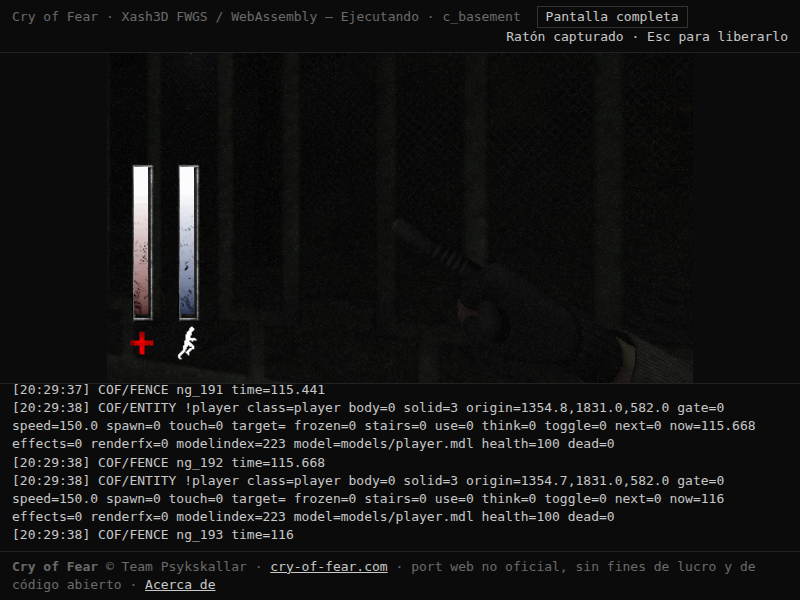 Cry of Fear · Xash3D FWGS / WebAssembly — Ejecutando · c_basement
Pantalla completa
Ratón capturado · Esc para liberarlo
[20:29:37] COF/FENCE ng_191 time=115.441
[20:29:38] COF/ENTITY !player class=player body=0 solid=3 origin=1354.8,1831.0,582.0 gate=0
speed=150.0 spawn=0 touch=0 target= frozen=0 stairs=0 use=0 think=0 toggle=0 next=0 now=115.668
effects=0 renderfx=0 modelindex=223 model=models/player.mdl health=100 dead=0
[20:29:38] COF/FENCE ng_192 time=115.668
[20:29:38] COF/ENTITY !player class=player body=0 solid=3 origin=1354.7,1831.0,582.0 gate=0
speed=150.0 spawn=0 touch=0 target= frozen=0 stairs=0 use=0 think=0 toggle=0 next=0 now=116
effects=0 renderfx=0 modelindex=223 model=models/player.mdl health=100 dead=0
[20:29:38] COF/FENCE ng_193 time=116
Cry of Fear © Team Psykskallar · cry-of-fear.com · port web no oficial, sin fines de lucro y de
código abierto · Acerca de